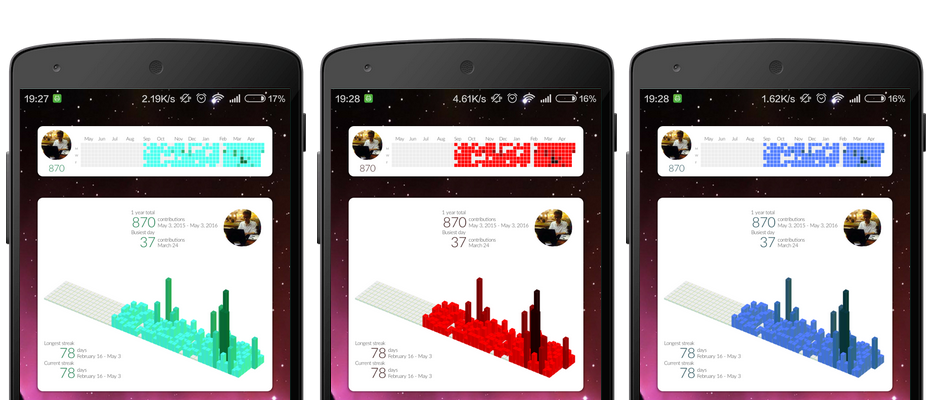 19:27 2.19K/s 17%
May Jun Jul Aug Sep Oct Nov Dec Jan Feb Mar Apr
870
1 year total
870 contributions
May 3, 2015 - May 3, 2016
Busiest day
37 contributions
March 24
Longest streak
78 days
February 16 - May 3
Current streak
78 days
February 16 - May 3
19:28 4.61K/s 16%
May Jun Jul Aug Sep Oct Nov Dec Jan Feb Mar Apr
870
1 year total
870 contributions
May 3, 2015 - May 3, 2016
Busiest day
37 contributions
March 24
Longest streak
78 days
February 16 - May 3
Current streak
78 days
February 16 - May 3
19:28 1.62K/s 16%
May Jun Jul Aug Sep Oct Nov Dec Jan Feb Mar Apr
870
1 year total
870 contributions
May 3, 2015 - May 3, 2016
Busiest day
37 contributions
March 24
Longest streak
78 days
February 16 - May 3
Current streak
78 days
February 16 - May 3